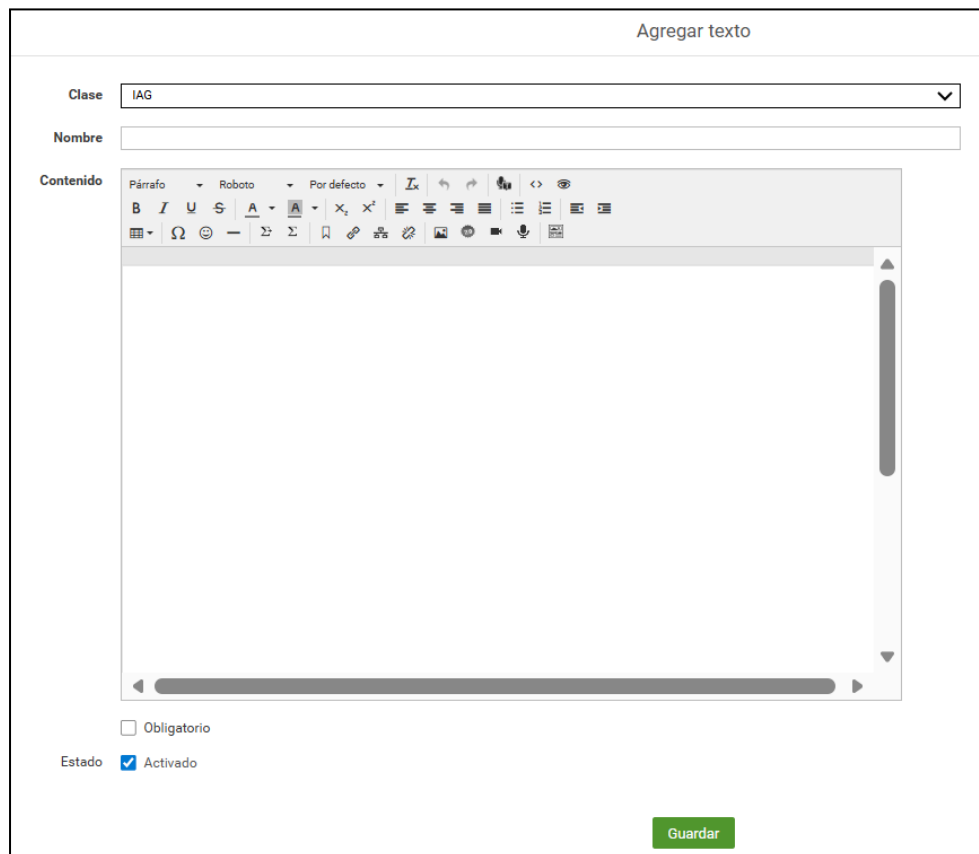 Agregar texto
Clase IAG
Nombre
Contenido Párrafo Roboto Por defecto
Obligatorio
Estado Activado
Guardar